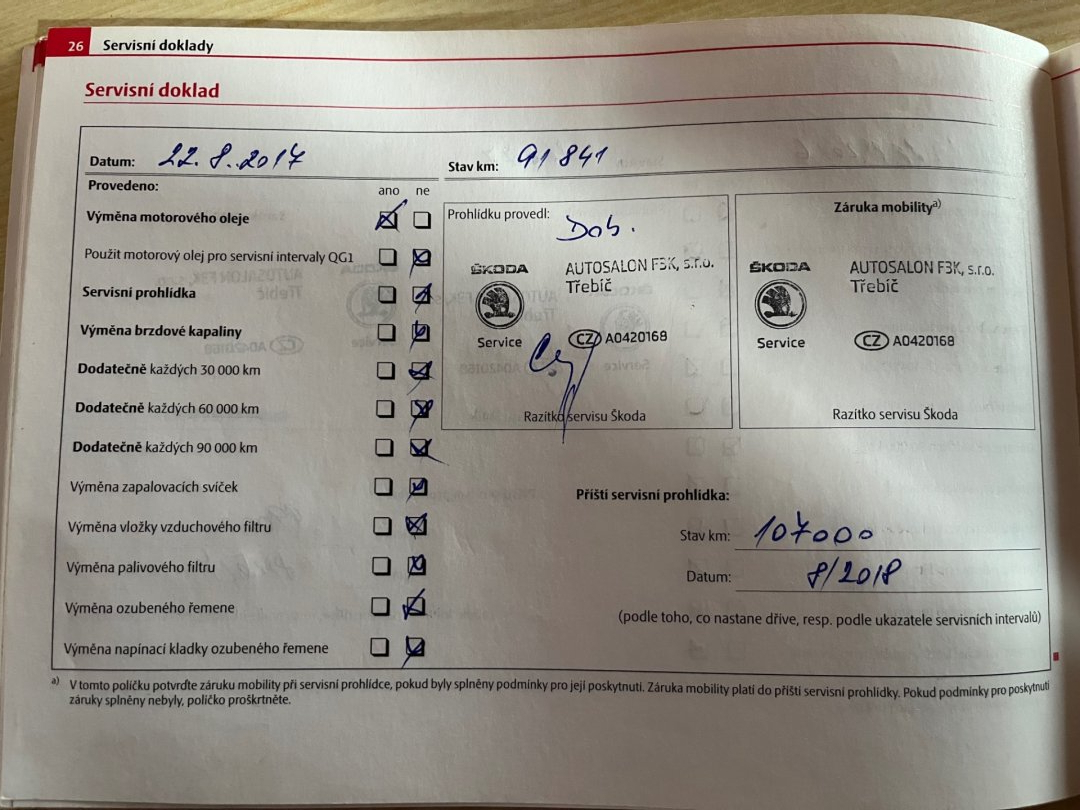 26 Servisní doklady
Servisní doklad
Datum: 22. 8. 2017
Stav km: 91 841
Provedeno:
ano ne
Výměna motorového oleje
Použit motorový olej pro servisní intervaly QG1
Servisní prohlídka
Výměna brzdové kapaliny
Dodatečně každých 30 000 km
Dodatečně každých 60 000 km
Dodatečně každých 90 000 km
Výměna zapalovacích svíček
Výměna vložky vzduchového filtru
Výměna palivového filtru
Výměna ozubeného řemene
Výměna napínací kladky ozubeného řemene
Prohlídku provedl: Dob.
ŠKODA
Service
AUTOSALON F3K, s.r.o.
Třebíč
CZ A0420168
Razítko servisu Škoda
Záruka mobility a)
ŠKODA
Service
AUTOSALON F3K, s.r.o.
Třebíč
CZ A0420168
Razítko servisu Škoda
Příští servisní prohlídka:
Stav km: 107000
Datum: 8/2018
(podle toho, co nastane dříve, resp. podle ukazatele servisních intervalů)
a) V tomto políčku potvrďte záruku mobility při servisní prohlídce, pokud byly splněny podmínky pro její poskytnutí. Záruka mobility platí do příští servisní prohlídky. Pokud podmínky pro poskytnutí
záruky splněny nebyly, políčko proškrtněte.